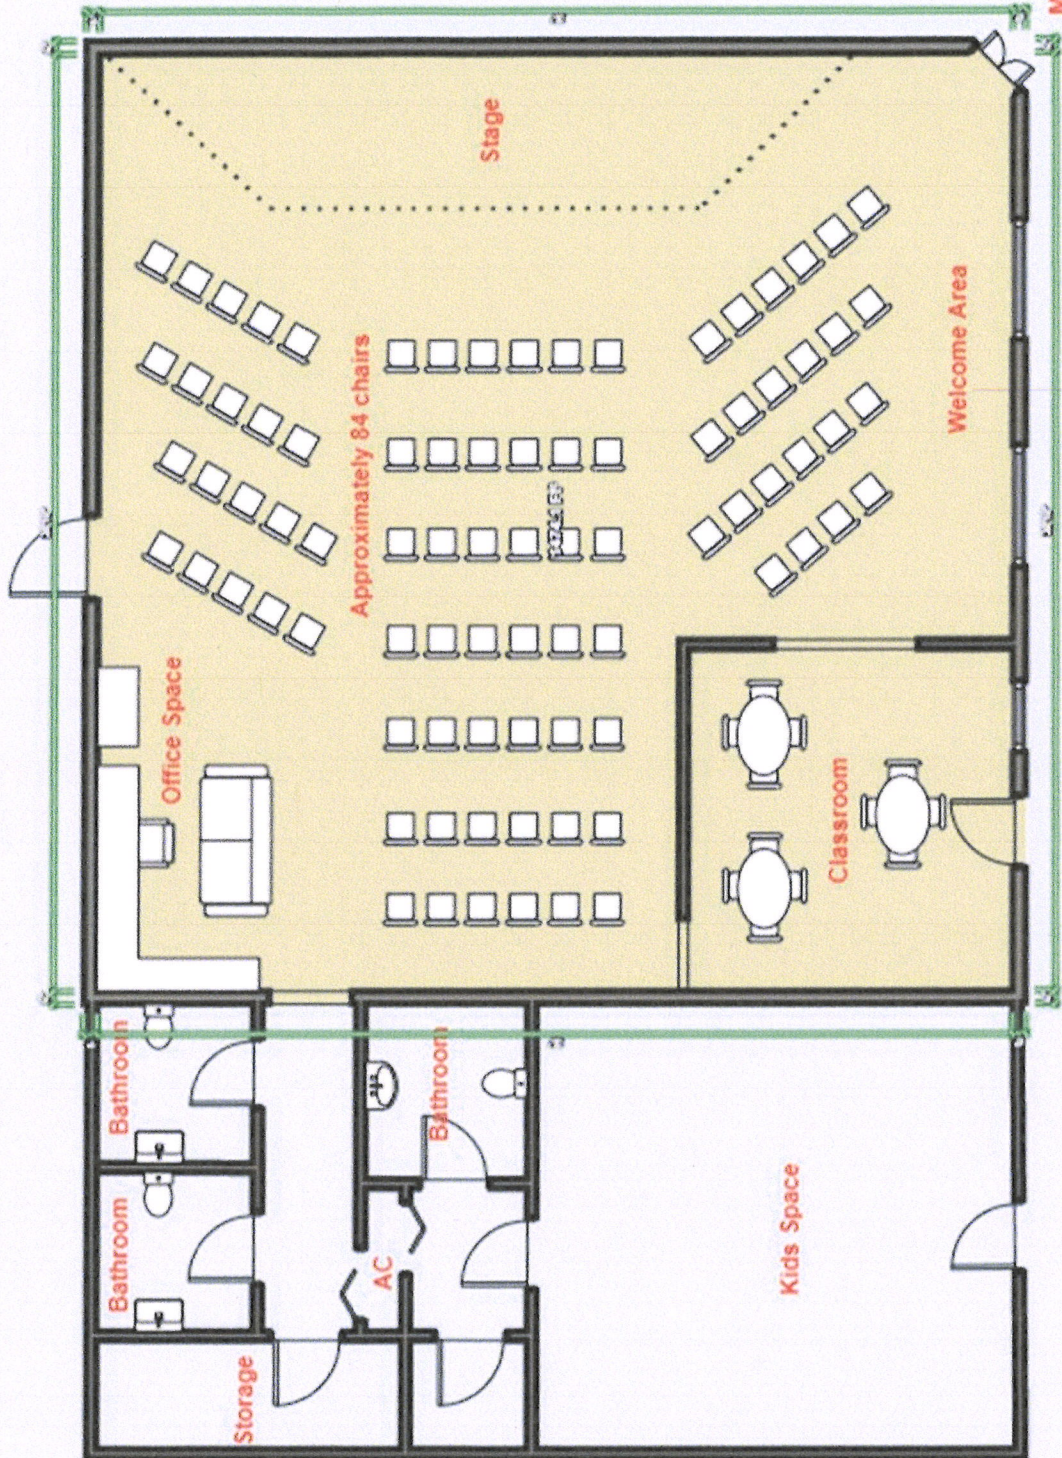 Stage
Approximately 84 chairs
Welcome Area
Office Space
Classroom
Bathroom
Bathroom
Bathroom
AC
Kids Space
Storage